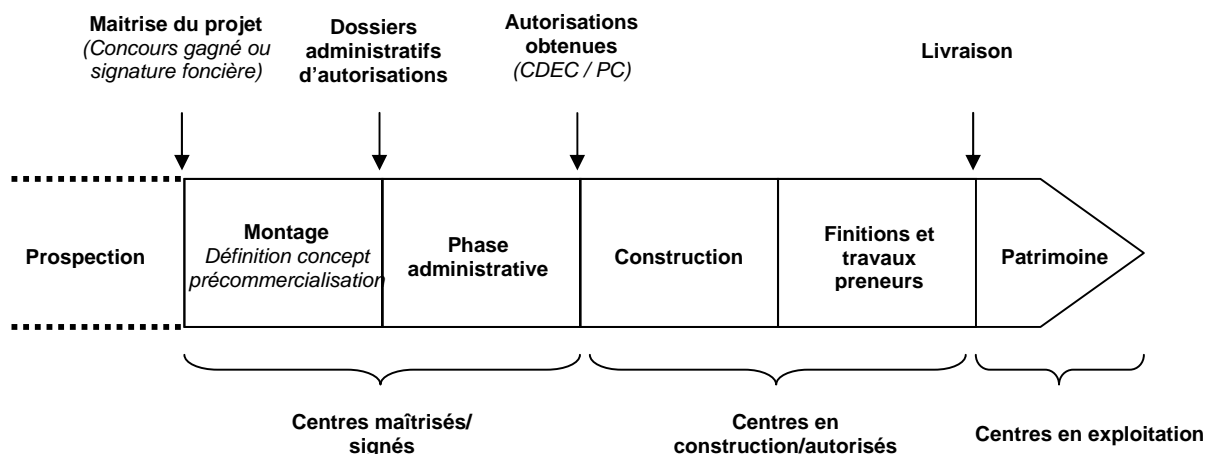 Maitrise du projet
(Concours gagné ou
signature foncière)
Dossiers
administratifs
d'autorisations
Autorisations
obtenues
(CDEC / PC)
Livraison
Prospection
Montage
Définition concept
précommercialisation
Phase
administrative
Construction
Finitions et
travaux
preneurs
Patrimoine
Centres maîtrisés/
signés
Centres en
construction/autorisés
Centres en exploitation